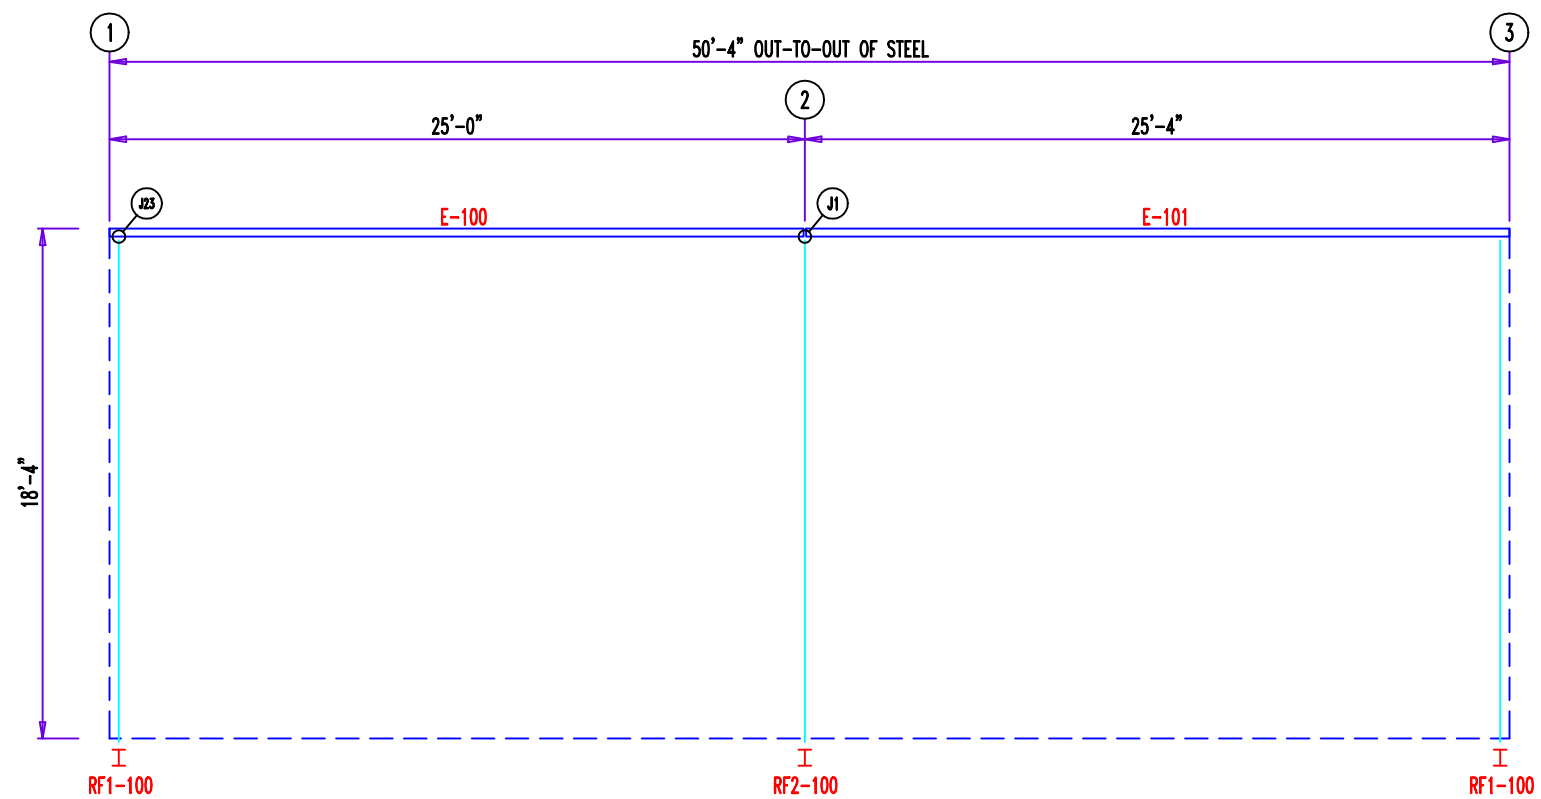 1
3
50'-4" OUT-TO-OUT OF STEEL
2
25'-0"
25'-4"
J23
J1
E-100
E-101
18'-4"
RF1-100
RF2-100
RF1-100